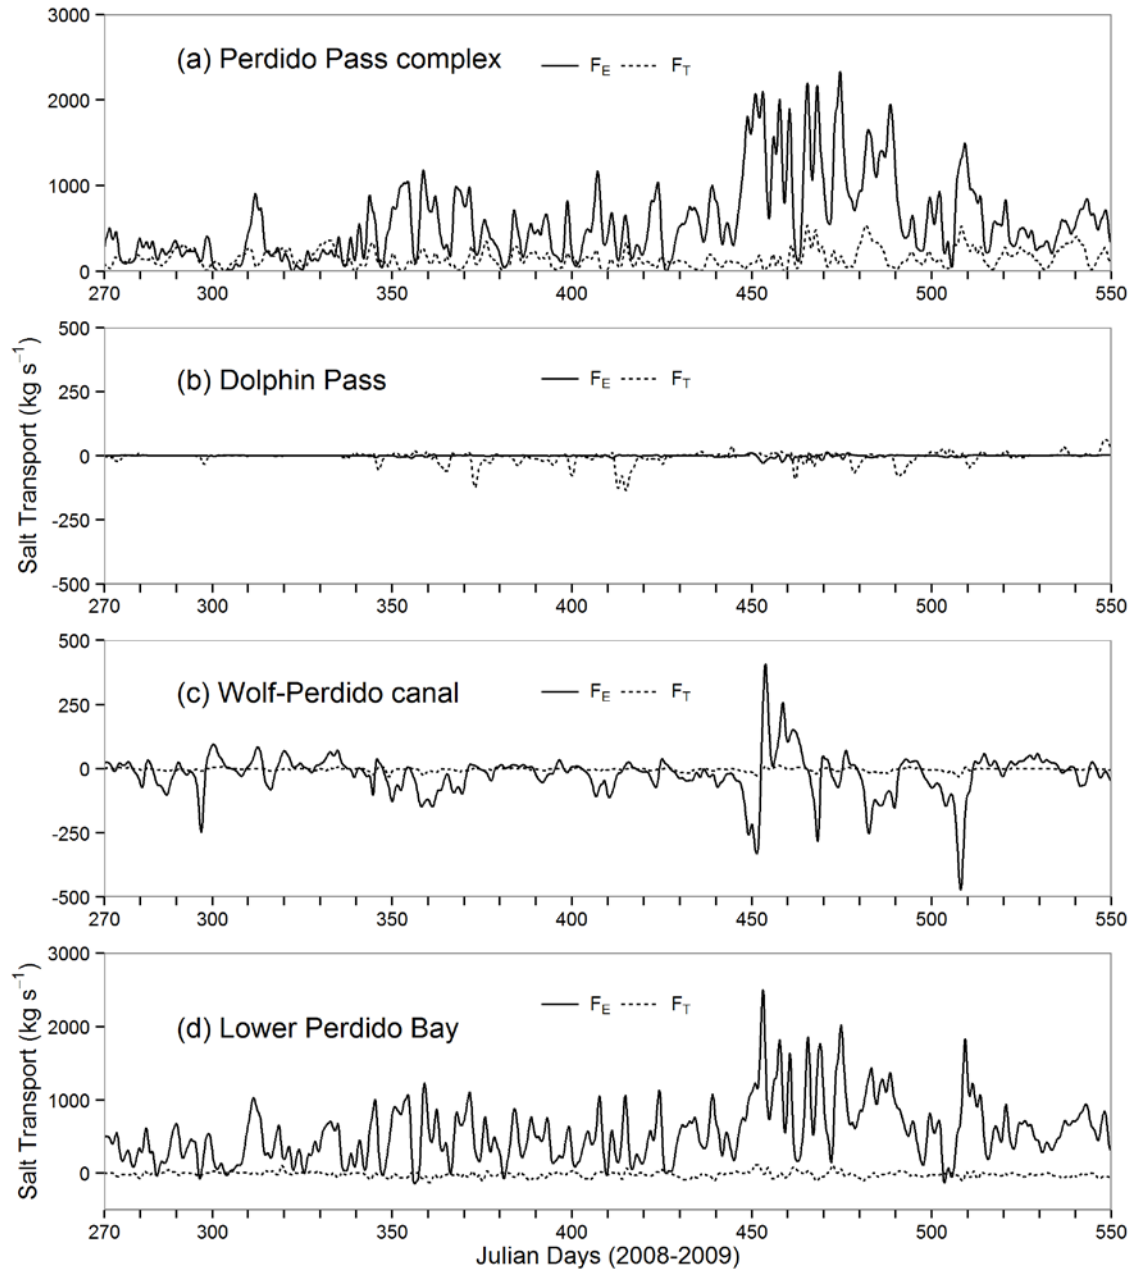 3000
(a) Perdido Pass complex
F_E F_T
2000
1000
0
270 300 350 400 450 500 550
500
(b) Dolphin Pass
F_E F_T
250
0
-250
-500
270 300 350 400 450 500 550
Salt Transport (kg s⁻¹)
500
(c) Wolf-Perdido canal
F_E F_T
250
0
-250
-500
270 300 350 400 450 500 550
3000
(d) Lower Perdido Bay
F_E F_T
2000
1000
0
270 300 350 400 450 500 550
Salt Transport (kg s⁻¹)
Julian Days (2008-2009)